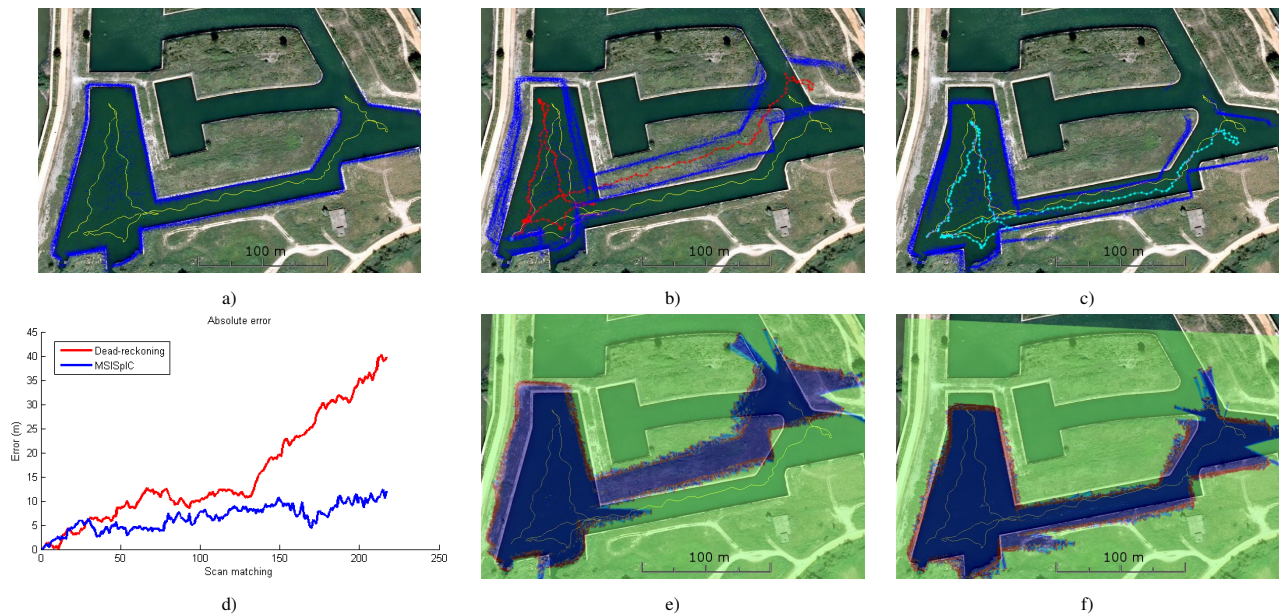 100 m
100 m
100 m
a)
b)
c)
Absolute error
45
40
35
30
25
20
15
10
5
0
Error (m)
Dead-reckoning
MSISpIC
0
50
100
150
200
250
Scan matching
100 m
100 m
d)
e)
f)